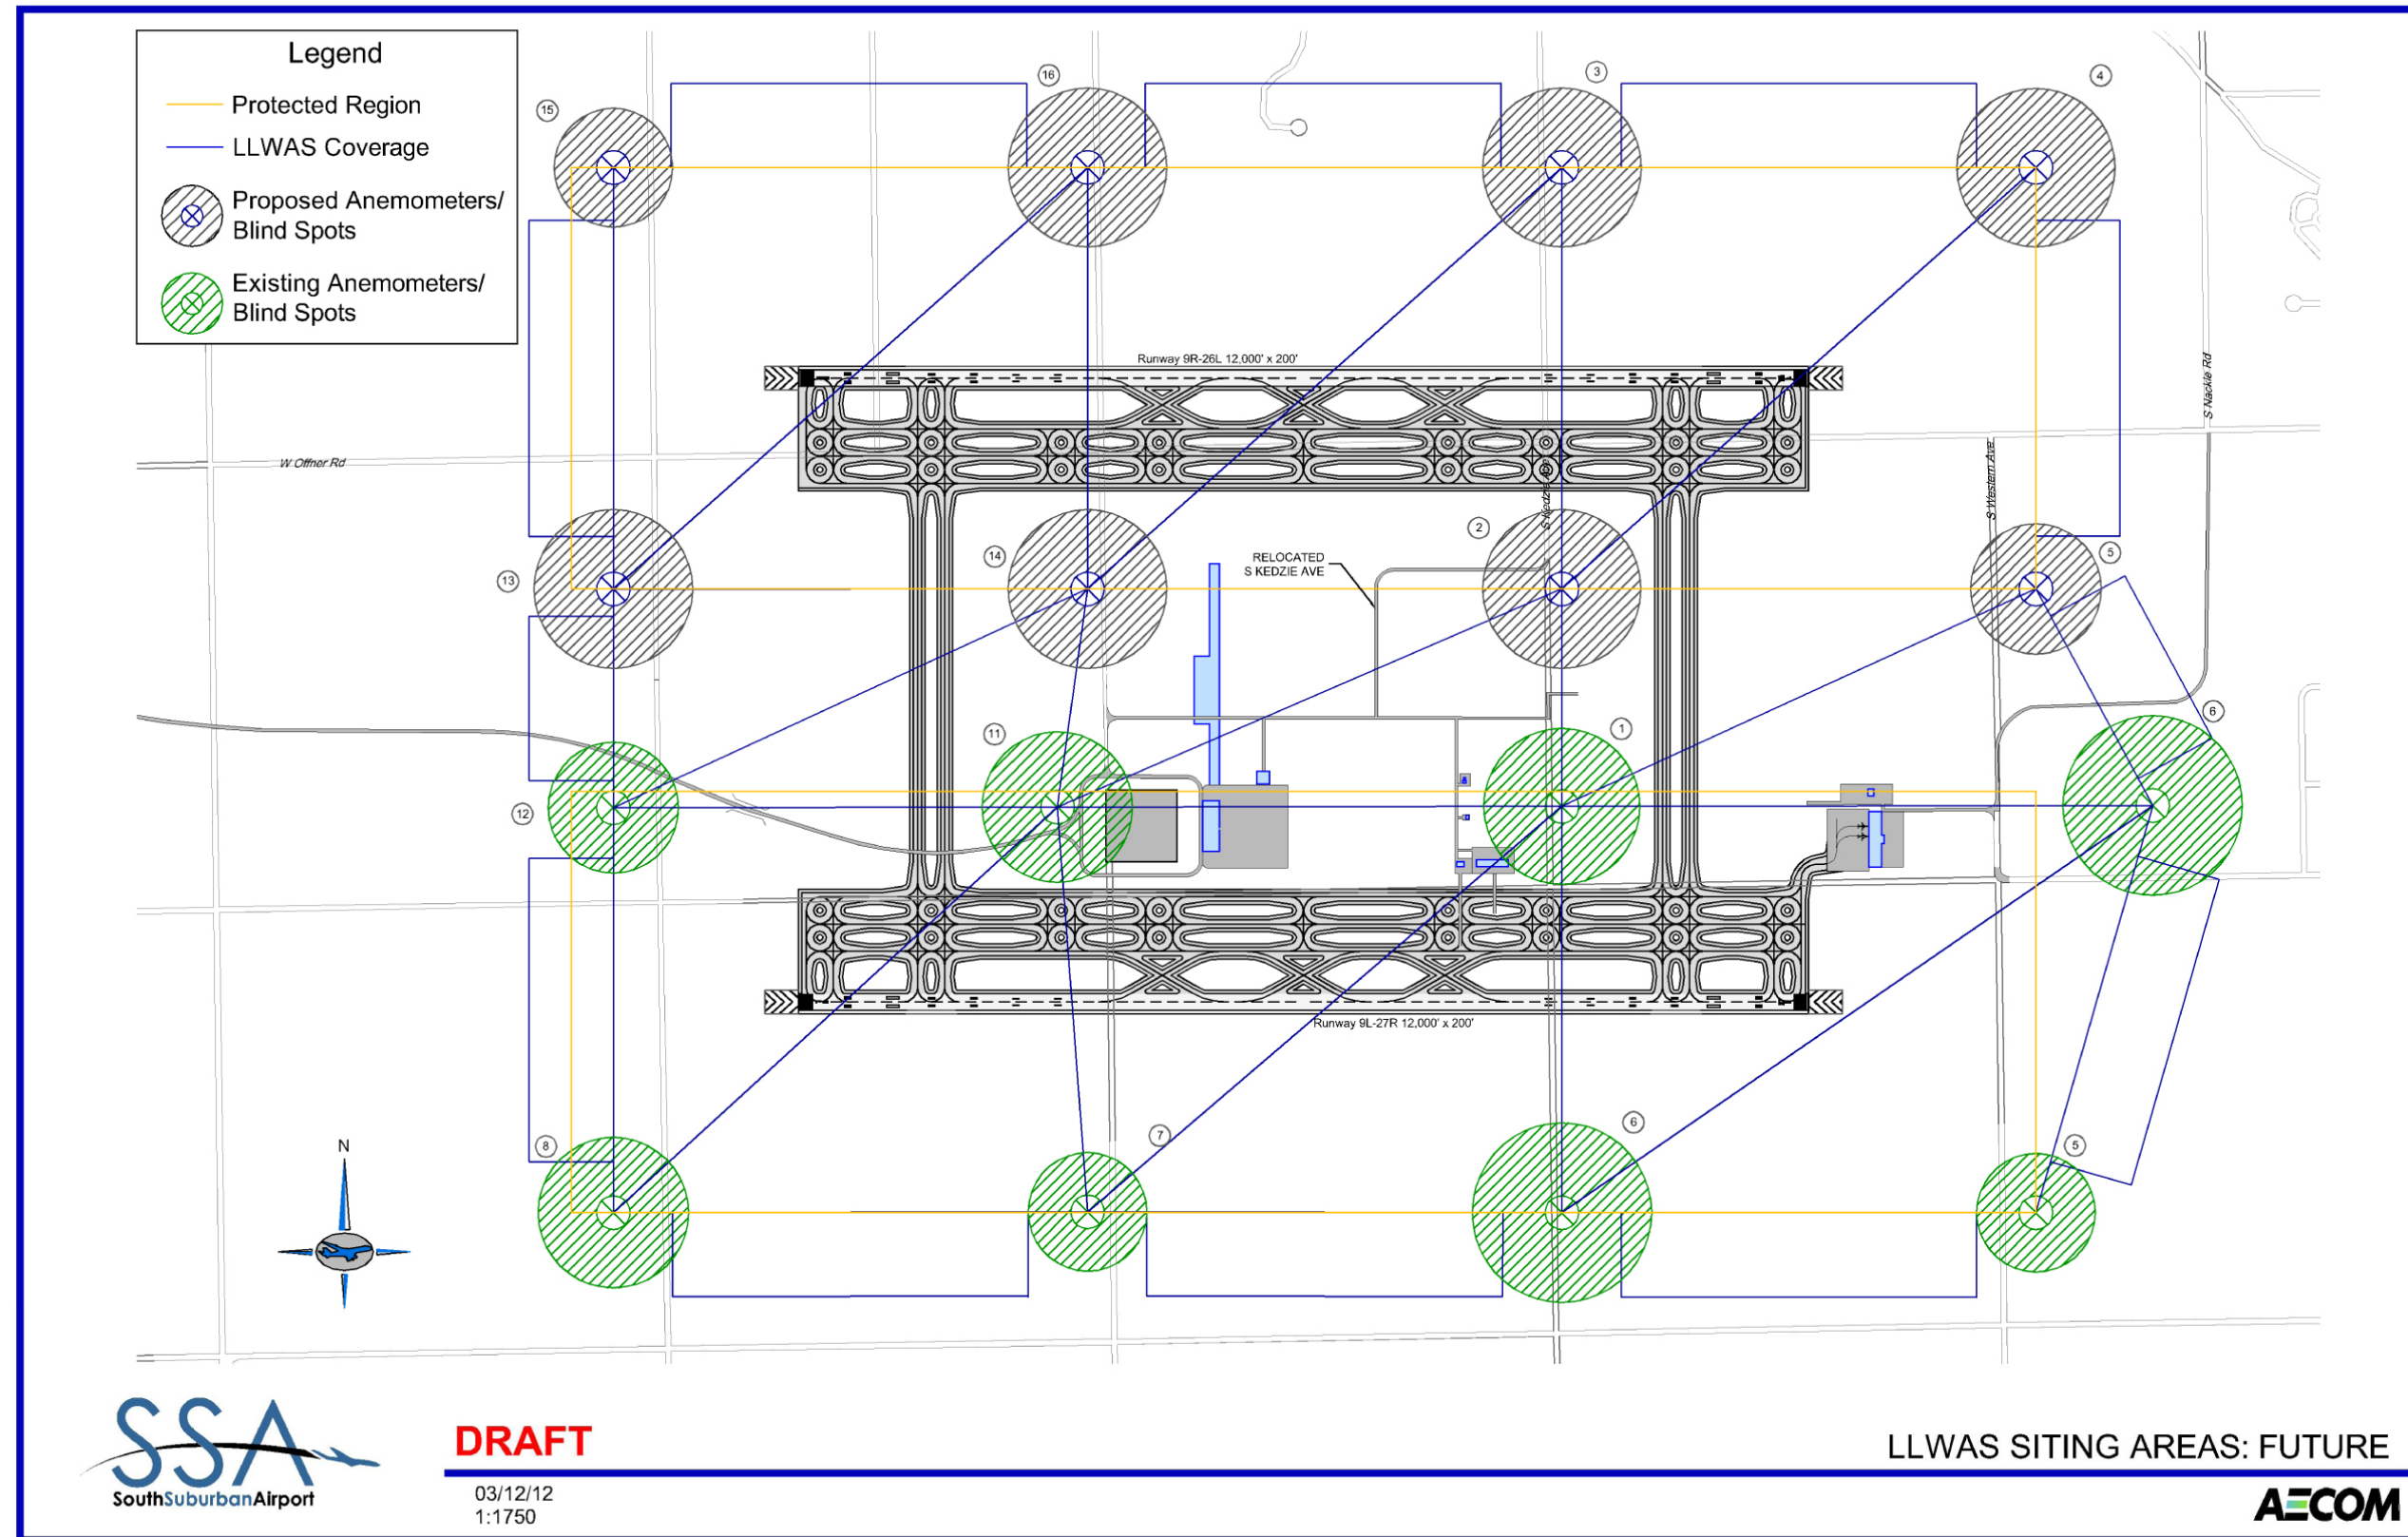 Legend
Protected Region
LLWAS Coverage
Proposed Anemometers/
Blind Spots
Existing Anemometers/
Blind Spots
15
16
3
4
Runway 9R-26L 12,000' x 200'
S Nackle Rd
W Offner Rd
S Kedzie Ave
S Western Ave
13
14
2
5
RELOCATED
S KEDZIE AVE
12
11
1
6
Runway 9L-27R 12,000' x 200'
8
7
6
5
N
SSA
SouthSuburbanAirport
DRAFT
03/12/12
1:1750
LLWAS SITING AREAS: FUTURE
AECOM